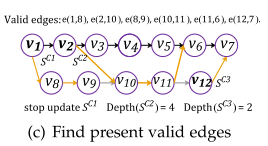 Valid edges: e(1,8), e(2,10), e(8,9), e(10,11), e(11,6), e(12,7).
v₁ v₂ v₃ v₄ v₅ v₆ v₇
S^{C1} S^{C2}
v₈ v₉ v₁₀ v₁₁ v₁₂ S^{C3}
stop update S^{C1} Depth(S^{C2}) = 4 Depth(S^{C3}) = 2
(c) Find present valid edges